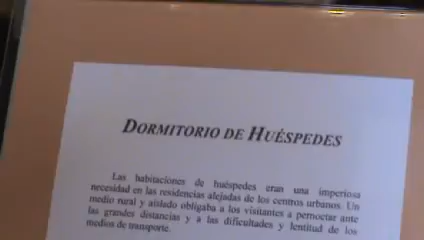 DORMITORIO DE HUÉSPEDES
Las habitaciones de huéspedes eran una imperiosa
necesidad en las residencias alejadas de los centros urbanos. Un
medio rural y aislado obligaba a los visitantes a pernoctar ante
las grandes distancias y a las dificultades y lentitud de los
medios de transporte.